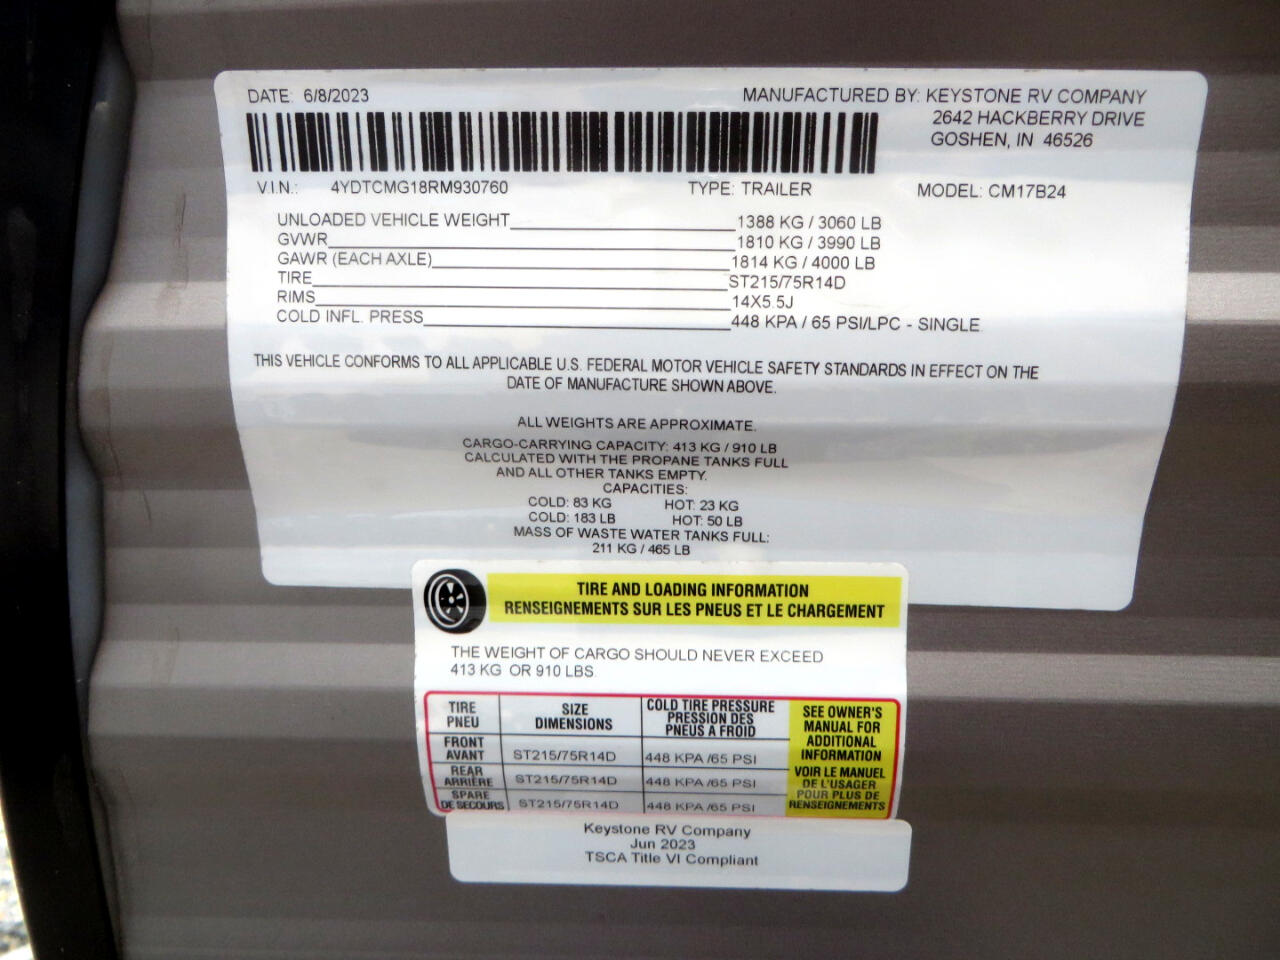 DATE: 6/8/2023
MANUFACTURED BY: KEYSTONE RV COMPANY
2642 HACKBERRY DRIVE
GOSHEN, IN 46526
V.I.N.: 4YDTCMG18RM930760 TYPE: TRAILER MODEL: CM17B24
UNLOADED VEHICLE WEIGHT 1388 KG / 3060 LB
GVWR 1810 KG / 3990 LB
GAWR (EACH AXLE) 1814 KG / 4000 LB
TIRE ST215/75R14D
RIMS 14X5.5J
COLD INFL. PRESS 448 KPA / 65 PSI/LPC - SINGLE
THIS VEHICLE CONFORMS TO ALL APPLICABLE U.S. FEDERAL MOTOR VEHICLE SAFETY STANDARDS IN EFFECT ON THE
DATE OF MANUFACTURE SHOWN ABOVE.
ALL WEIGHTS ARE APPROXIMATE.
CARGO-CARRYING CAPACITY: 413 KG / 910 LB
CALCULATED WITH THE PROPANE TANKS FULL
AND ALL OTHER TANKS EMPTY.
CAPACITIES:
COLD: 83 KG HOT: 23 KG
COLD: 183 LB HOT: 50 LB
MASS OF WASTE WATER TANKS FULL:
211 KG / 465 LB
TIRE AND LOADING INFORMATION
RENSEIGNEMENTS SUR LES PNEUS ET LE CHARGEMENT
THE WEIGHT OF CARGO SHOULD NEVER EXCEED
413 KG OR 910 LBS.
TIRE
PNEU
SIZE
DIMENSIONS
COLD TIRE PRESSURE
PRESSION DES
PNEUS A FROID
FRONT
AVANT
ST215/75R14D
448 KPA /65 PSI
REAR
ARRIÈRE
ST215/75R14D
448 KPA /65 PSI
SPARE
DE SECOURS
ST215/75R14D
448 KPA /65 PSI
SEE OWNER'S
MANUAL FOR
ADDITIONAL
INFORMATION
VOIR LE MANUEL
DE L'USAGER
POUR PLUS DE
RENSEIGNEMENTS
Keystone RV Company
Jun 2023
TSCA Title VI Compliant